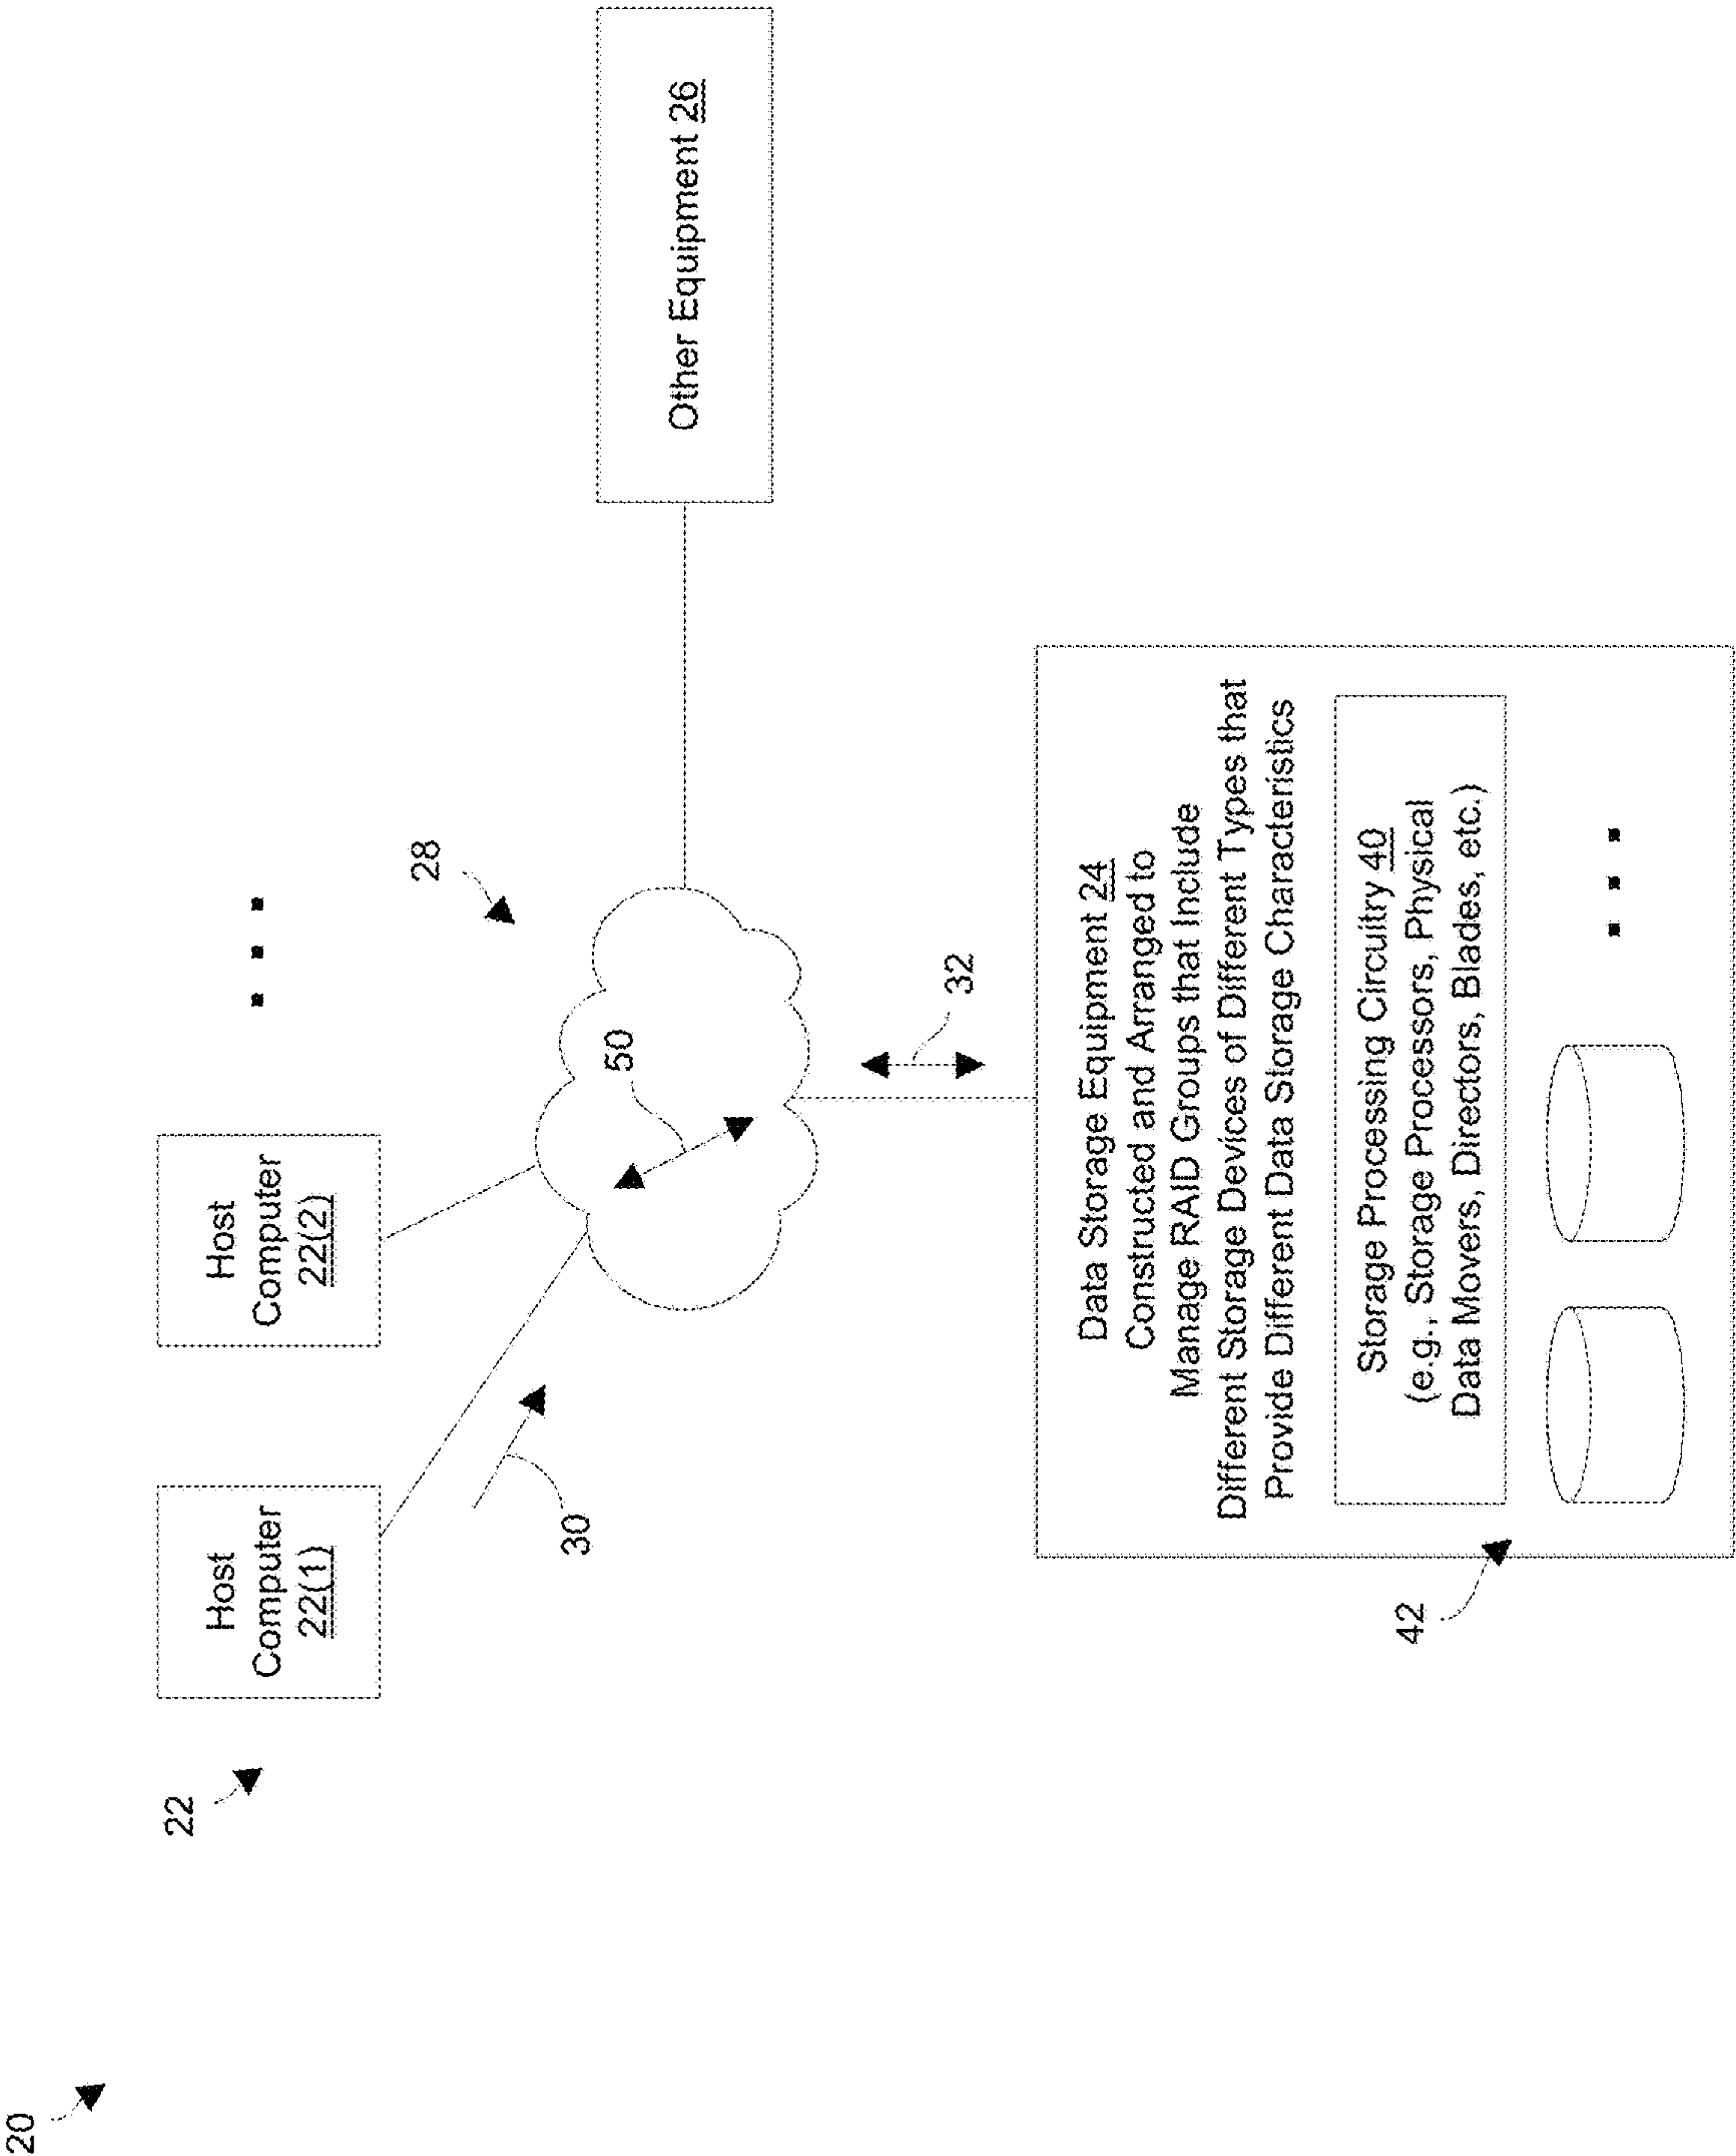 20
22
Host
Computer
22(1)
Host
Computer
22(2)
30
28
50
32
Other Equipment 26
Data Storage Equipment 24
Constructed and Arranged to
Manage RAID Groups that Include
Different Storage Devices of Different Types that
Provide Different Data Storage Characteristics
Storage Processing Circuitry 40
(e.g., Storage Processors, Physical
Data Movers, Directors, Blades, etc.)
42